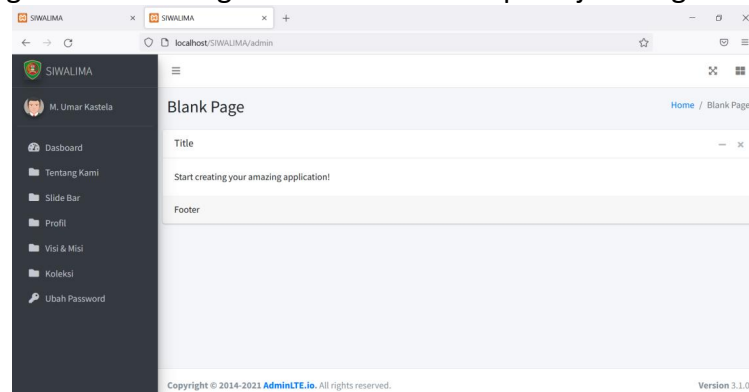 SIWALIMA × SIWALIMA × +
localhost/SIWALIMA/admin
SIWALIMA
M. Umar Kastela
Dasboard
Tentang Kami
Slide Bar
Profil
Visi & Misi
Koleksi
Ubah Password
Blank Page
Home / Blank Page
Title
Start creating your amazing application!
Footer
Copyright © 2014-2021 AdminLTE.io. All rights reserved.
Version 3.1.0